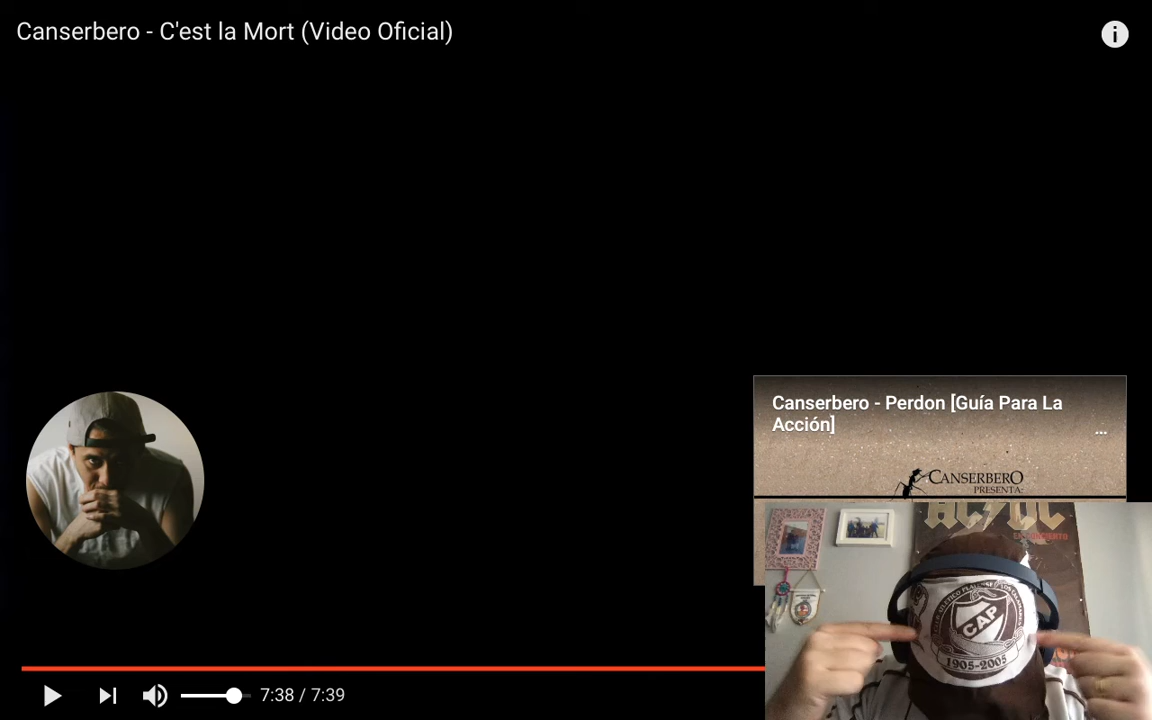 Canserbero - C'est la Mort (Video Oficial)
i
Canserbero - Perdon [Guía Para La
Acción]
...
CANSERBERO
PRESENTA:
AC/DC
CAP
1905-2005
7:38 / 7:39